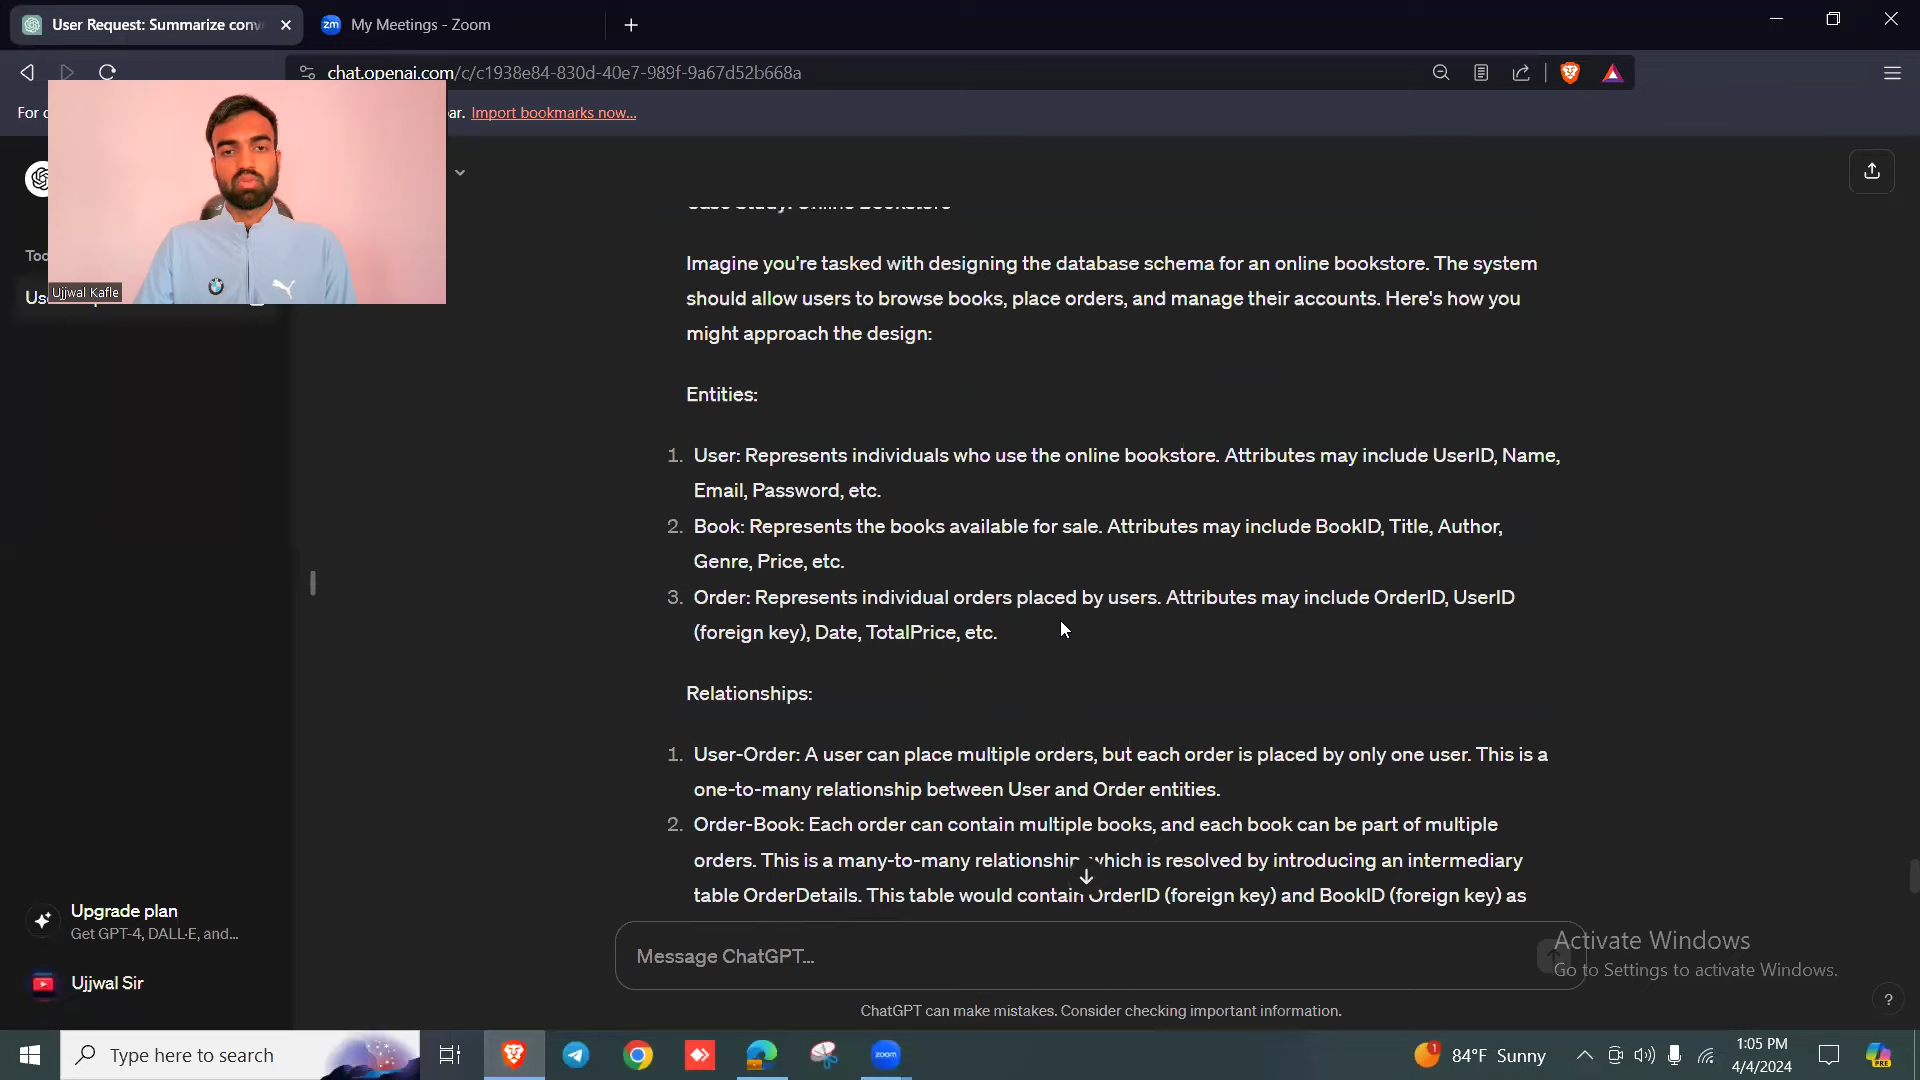 User Request: Summarize conv
My Meetings - Zoom
chat.openai.com/c/c1938e84-830d-40e7-989f-9a67d52b668a
For
ar. Import bookmarks now...
Ujjwal Kafle
Case Study: Online Bookstore
Imagine you're tasked with designing the database schema for an online bookstore. The system
should allow users to browse books, place orders, and manage their accounts. Here's how you
might approach the design:
Entities:
1. User: Represents individuals who use the online bookstore. Attributes may include UserID, Name,
Email, Password, etc.
2. Book: Represents the books available for sale. Attributes may include BookID, Title, Author,
Genre, Price, etc.
3. Order: Represents individual orders placed by users. Attributes may include OrderID, UserID
(foreign key), Date, TotalPrice, etc.
Relationships:
1. User-Order: A user can place multiple orders, but each order is placed by only one user. This is a
one-to-many relationship between User and Order entities.
2. Order-Book: Each order can contain multiple books, and each book can be part of multiple
orders. This is a many-to-many relationship which is resolved by introducing an intermediary
table OrderDetails. This table would contain OrderID (foreign key) and BookID (foreign key) as
Upgrade plan
Get GPT-4, DALL·E, and...
Ujjwal Sir
Message ChatGPT...
Activate Windows
Go to Settings to activate Windows.
ChatGPT can make mistakes. Consider checking important information.
?
Type here to search
zoom
84°F Sunny
1:05 PM
4/4/2024
PRE